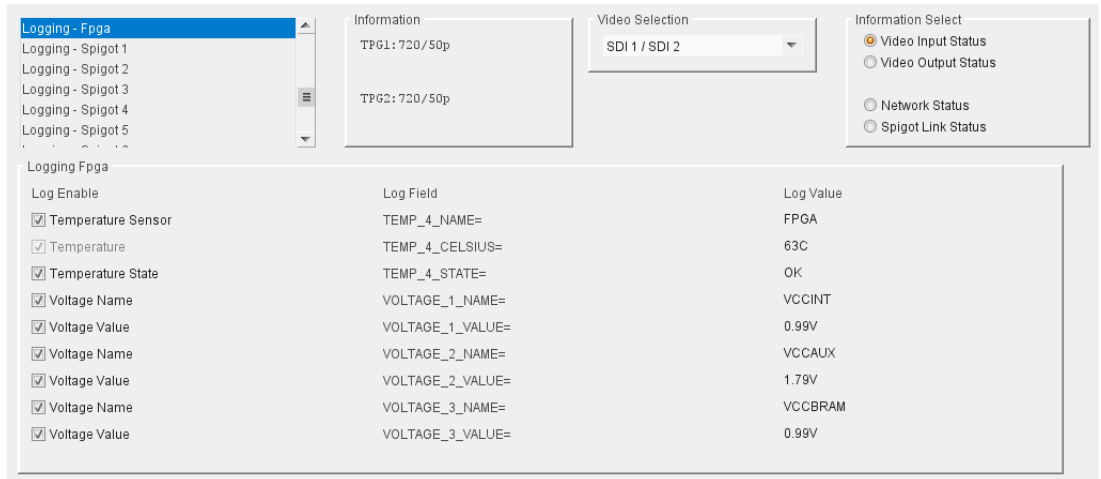 Logging - Fpga
Logging - Spigot 1
Logging - Spigot 2
Logging - Spigot 3
Logging - Spigot 4
Logging - Spigot 5
Information
TPG1:720/50p
TPG2:720/50p
Video Selection
SDI 1 / SDI 2
Information Select
Video Input Status
Video Output Status
Network Status
Spigot Link Status
Logging Fpga
Log Enable Log Field Log Value
Temperature Sensor TEMP_4_NAME= FPGA
Temperature TEMP_4_CELSIUS= 63C
Temperature State TEMP_4_STATE= OK
Voltage Name VOLTAGE_1_NAME= VCCINT
Voltage Value VOLTAGE_1_VALUE= 0.99V
Voltage Name VOLTAGE_2_NAME= VCCAUX
Voltage Value VOLTAGE_2_VALUE= 1.79V
Voltage Name VOLTAGE_3_NAME= VCCBRAM
Voltage Value VOLTAGE_3_VALUE= 0.99V